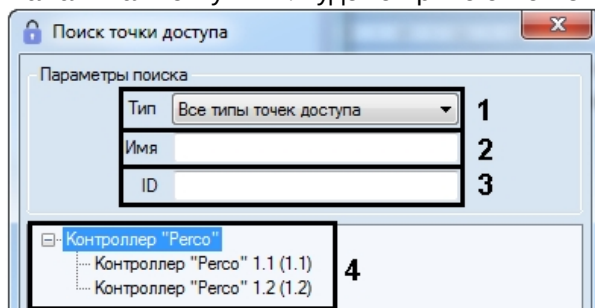 Поиск точки доступа
Параметры поиска
Тип Все типы точек доступа 1
Имя 2
ID 3
Контроллер "Perco"
Контроллер "Perco" 1.1 (1.1) 4
Контроллер "Perco" 1.2 (1.2)